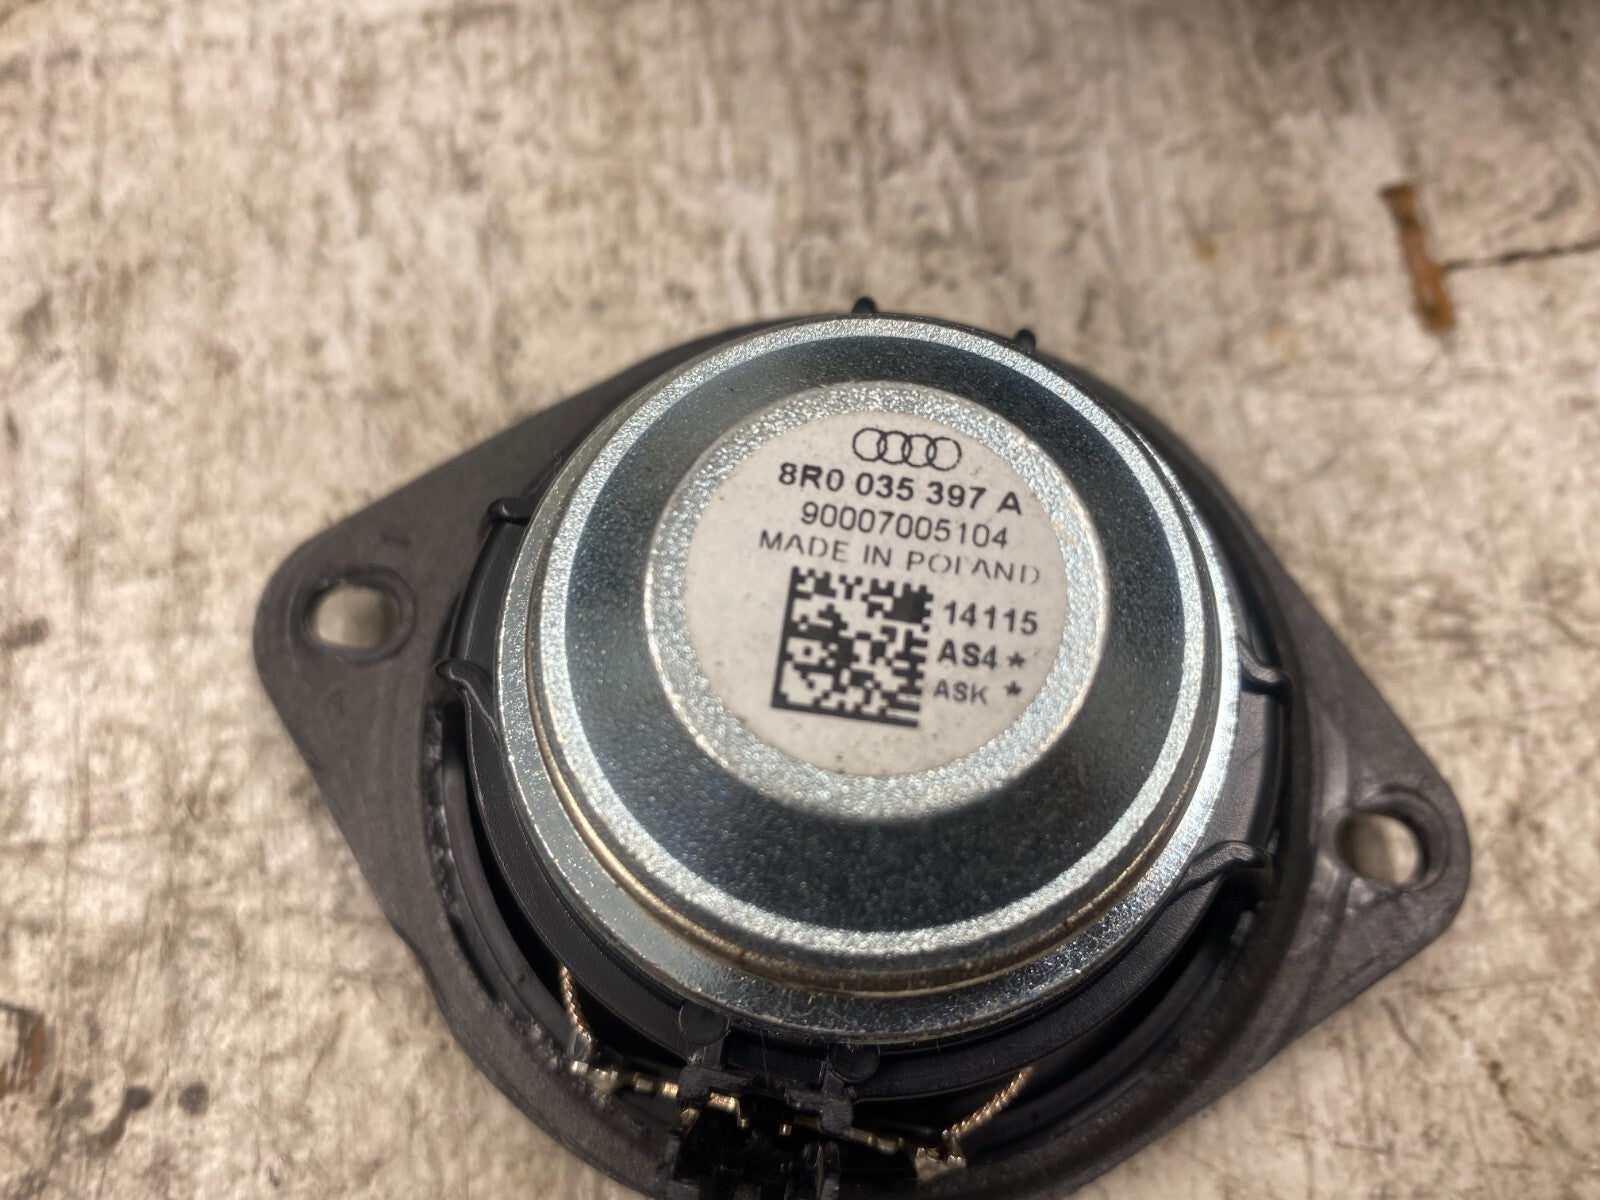 8R0 035 397 A
90007005104
MADE IN POLAND
14115
AS4 *
ASK *